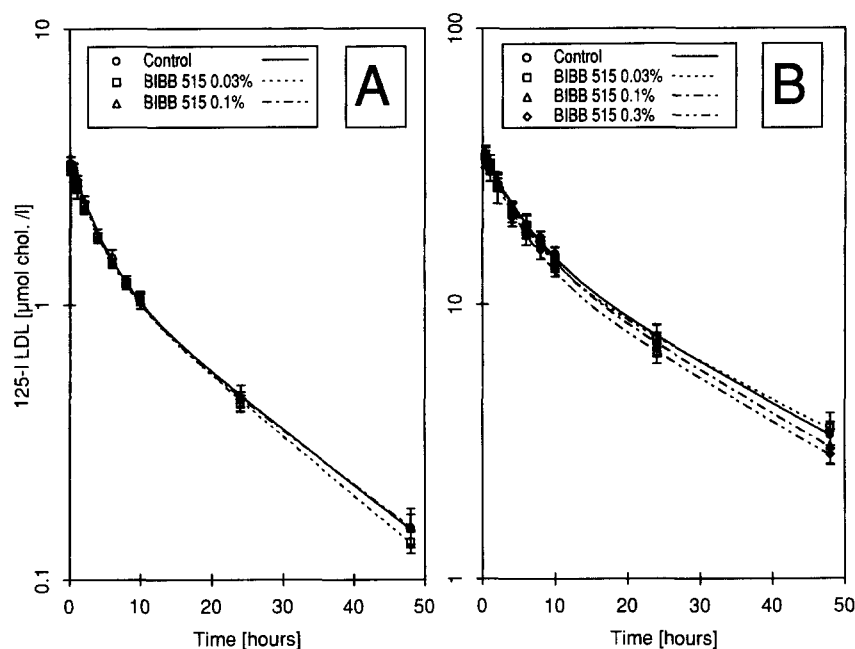 10
Control
BIBB 515 0.03%
BIBB 515 0.1%
A
125-I LDL [µmol chol. /l]
1
0.1
0 10 20 30 40 50
Time [hours]
100
Control
BIBB 515 0.03%
BIBB 515 0.1%
BIBB 515 0.3%
B
10
1
0 10 20 30 40 50
Time [hours]